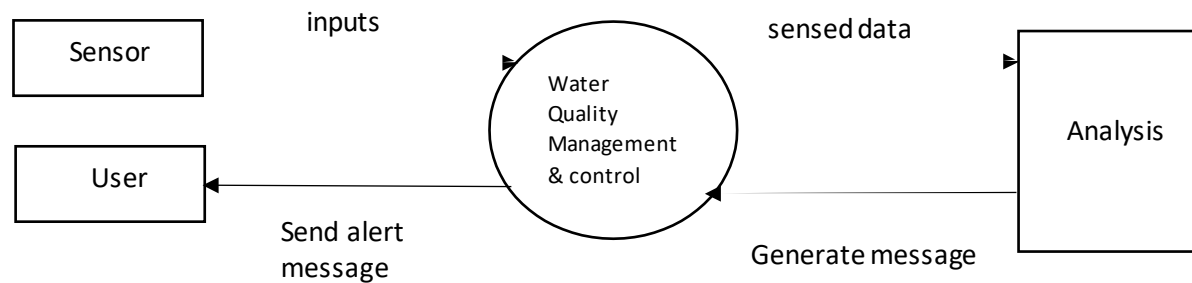 inputs
sensed data
Sensor
Water
Quality
Management
& control
Analysis
User
Send alert
message
Generate message